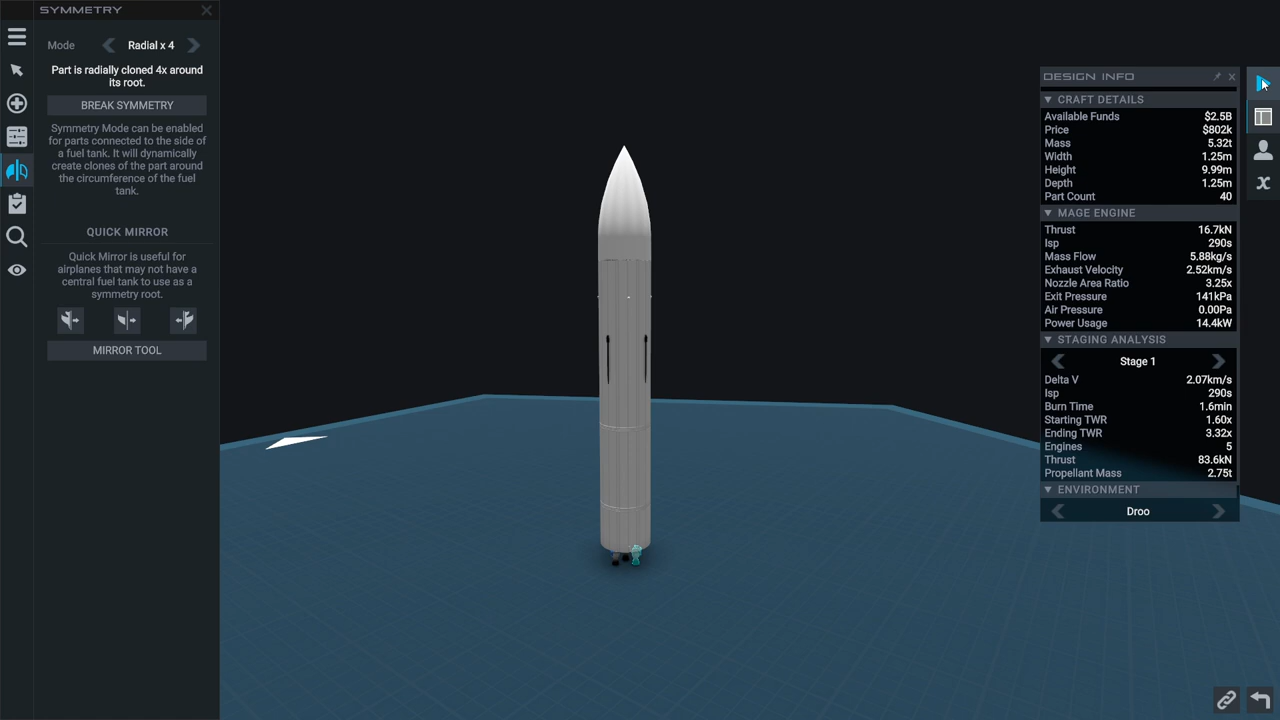 SYMMETRY
Mode
Radial x 4
Part is radially cloned 4x around
its root.
BREAK SYMMETRY
Symmetry Mode can be enabled
for parts connected to the side of
a fuel tank. It will dynamically
create clones of the part around
the circumference of the fuel
tank.
QUICK MIRROR
Quick Mirror is useful for
airplanes that may not have a
central fuel tank to use as a
symmetry root.
MIRROR TOOL
DESIGN INFO
CRAFT DETAILS
Available Funds $2.5B
Price $802k
Mass 5.32t
Width 1.25m
Height 9.99m
Depth 1.25m
Part Count 40
MAGE ENGINE
Thrust 16.7kN
Isp 290s
Mass Flow 5.88kg/s
Exhaust Velocity 2.52km/s
Nozzle Area Ratio 3.25x
Exit Pressure 141kPa
Air Pressure 0.00Pa
Power Usage 14.4kW
STAGING ANALYSIS
Stage 1
Delta V 2.07km/s
Isp 290s
Burn Time 1.6min
Starting TWR 1.60x
Ending TWR 3.32x
Engines 5
Thrust 83.6kN
Propellant Mass 2.75t
ENVIRONMENT
Droo